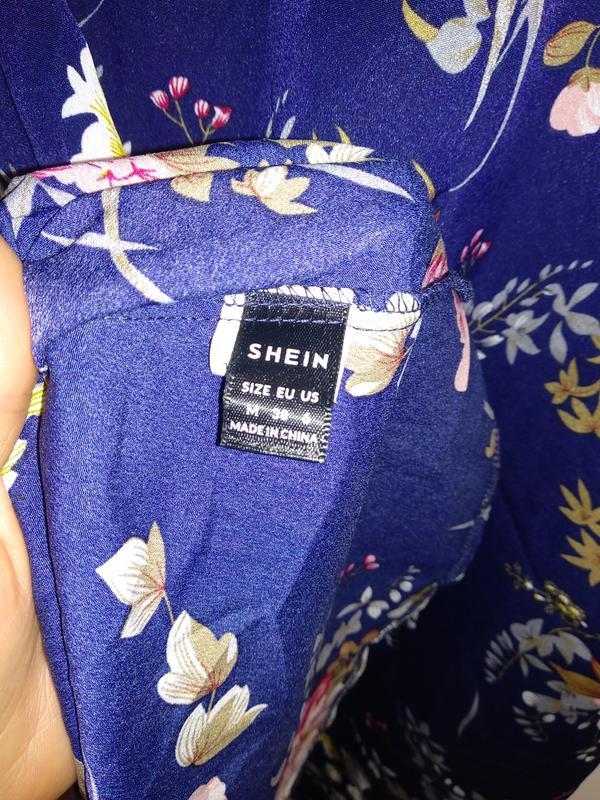 SHEIN
SIZE EU US
M 38 6
MADE IN CHINA